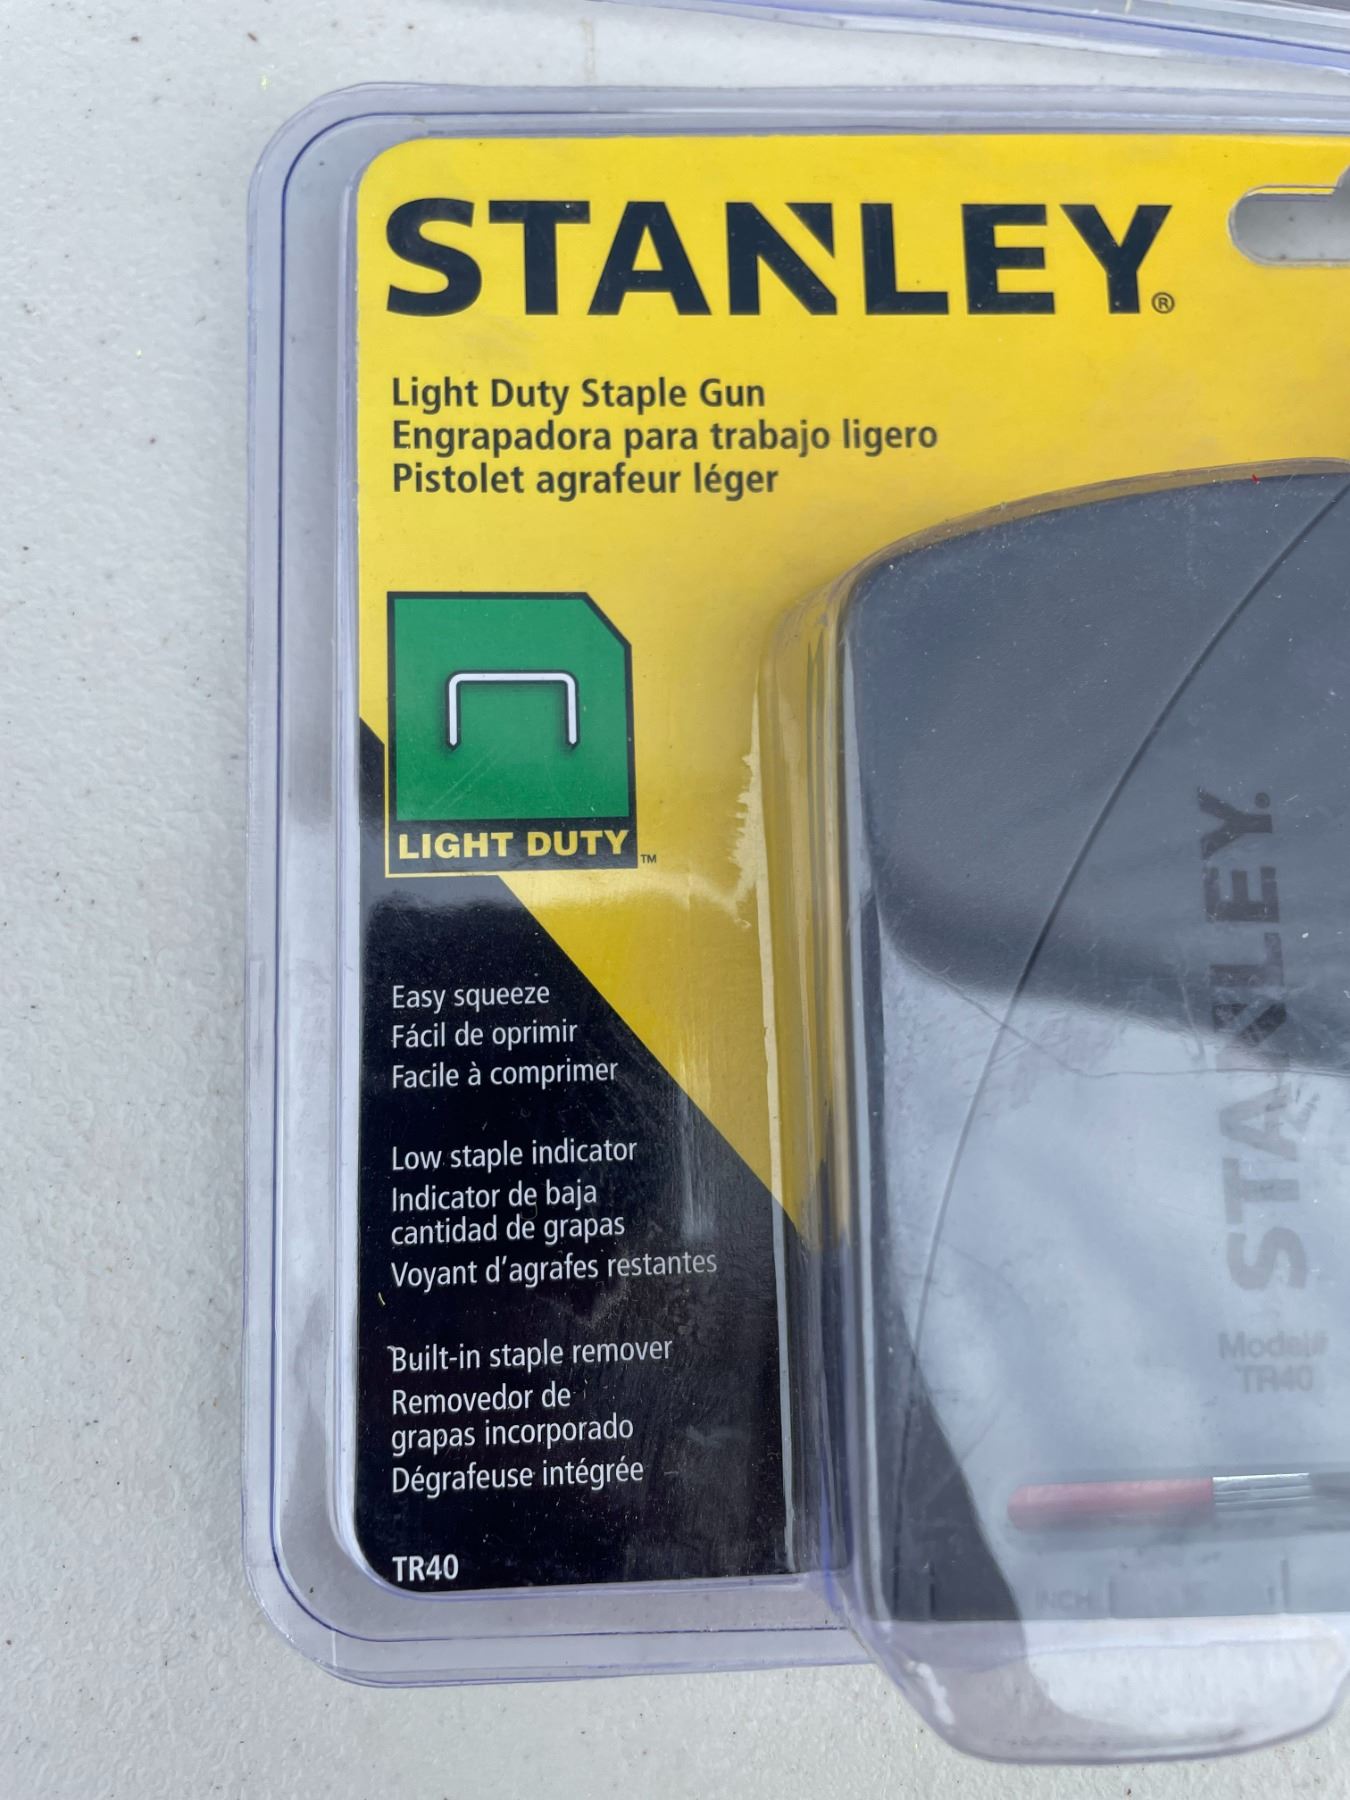 STANLEY®
Light Duty Staple Gun
Engrapadora para trabajo ligero
Pistolet agrafeur léger
LIGHT DUTY™
Easy squeeze
Fácil de oprimir
Facile à comprimer
Low staple indicator
Indicator de baja
cantidad de grapas
Voyant d'agrafes restantes
Built-in staple remover
Removedor de
grapas incorporado
Dégrafeuse intégrée
TR40
STANLEY®
Model#
TR40
INCH